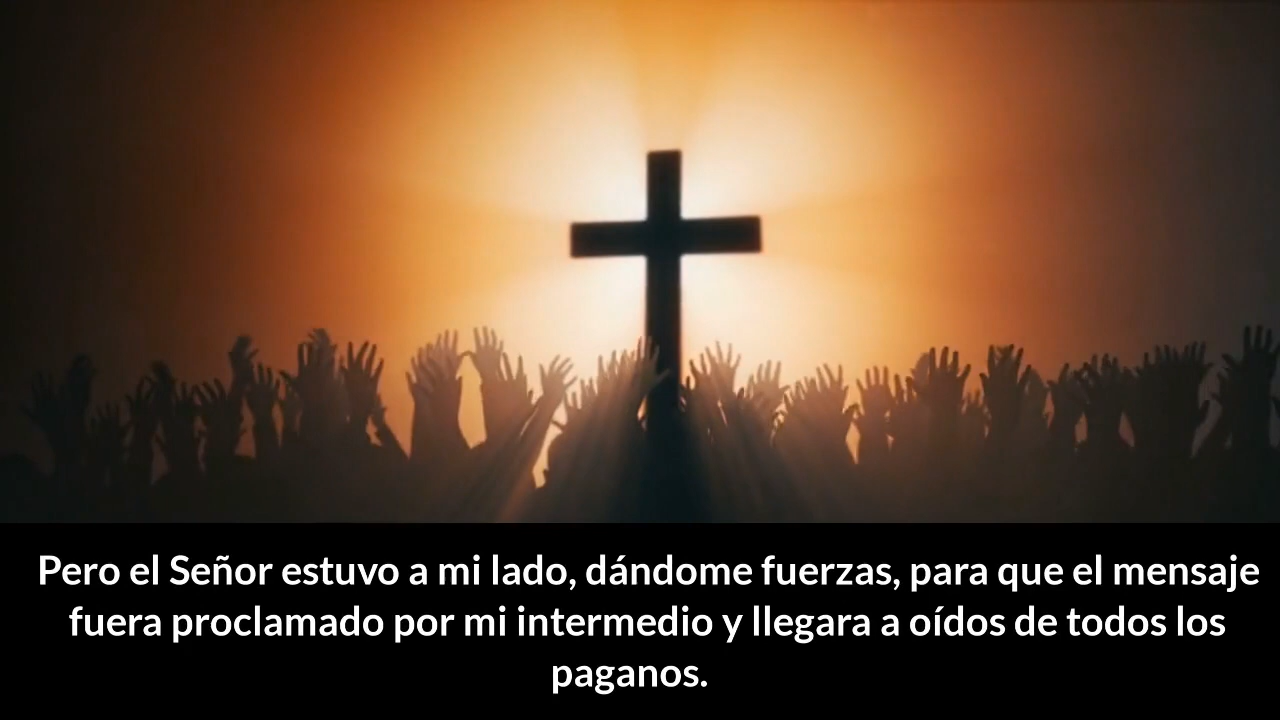 Pero el Señor estuvo a mi lado, dándome fuerzas, para que el mensaje
fuera proclamado por mi intermedio y llegara a oídos de todos los
paganos.